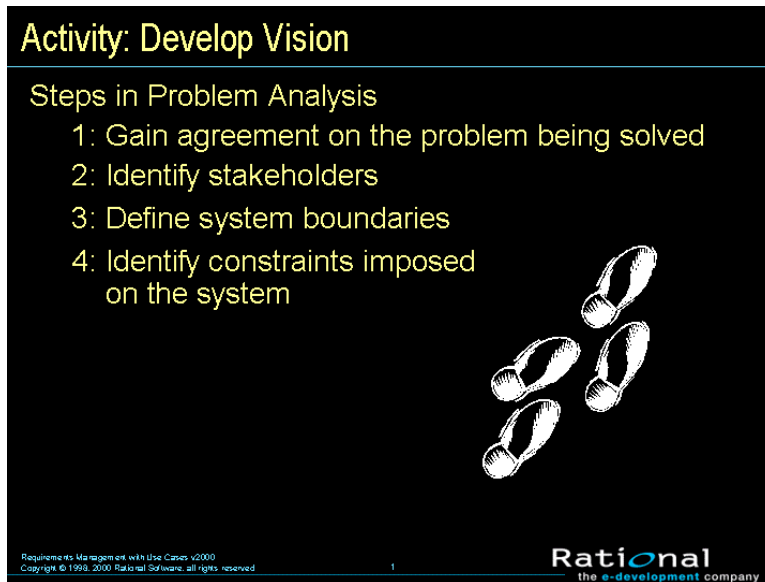 Activity: Develop Vision
Steps in Problem Analysis
1: Gain agreement on the problem being solved
2: Identify stakeholders
3: Define system boundaries
4: Identify constraints imposed
on the system
Requirements Management with Use Cases v2000
Copyright © 1998, 2000 Rational Software, all rights reserved
1
Rational
the e-development company